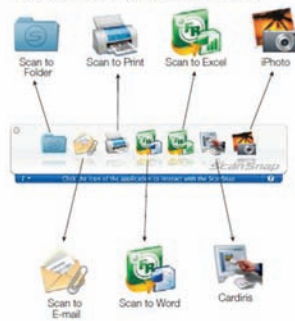 Scan to Folder
Scan to Print
Scan to Excel
iPhoto
ScanSnap
Click the icon of the application to interact with the ScanSnap
Scan to E-mail
Scan to Word
Cardiris